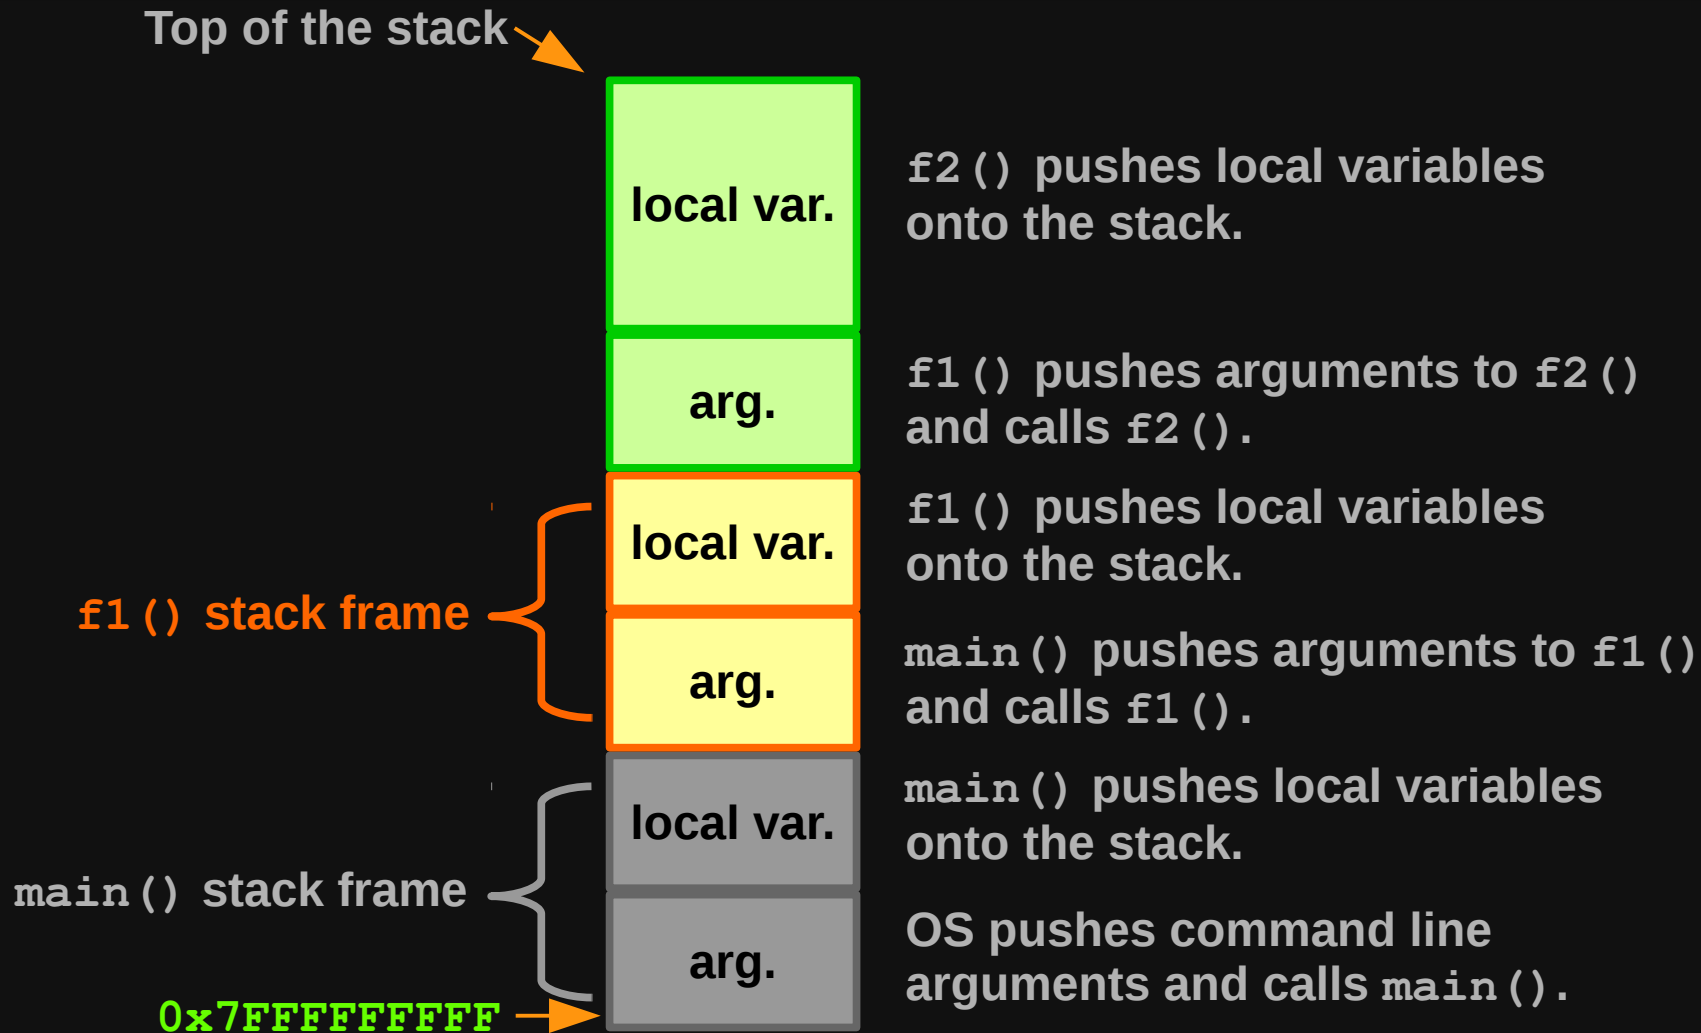 Top of the stack
local var.
f2() pushes local variables
onto the stack.
arg.
f1() pushes arguments to f2()
and calls f2().
local var.
f1() pushes local variables
onto the stack.
f1() stack frame
arg.
main() pushes arguments to f1()
and calls f1().
local var.
main() pushes local variables
onto the stack.
main() stack frame
arg.
OS pushes command line
arguments and calls main().
0x7FFFFFFFFF